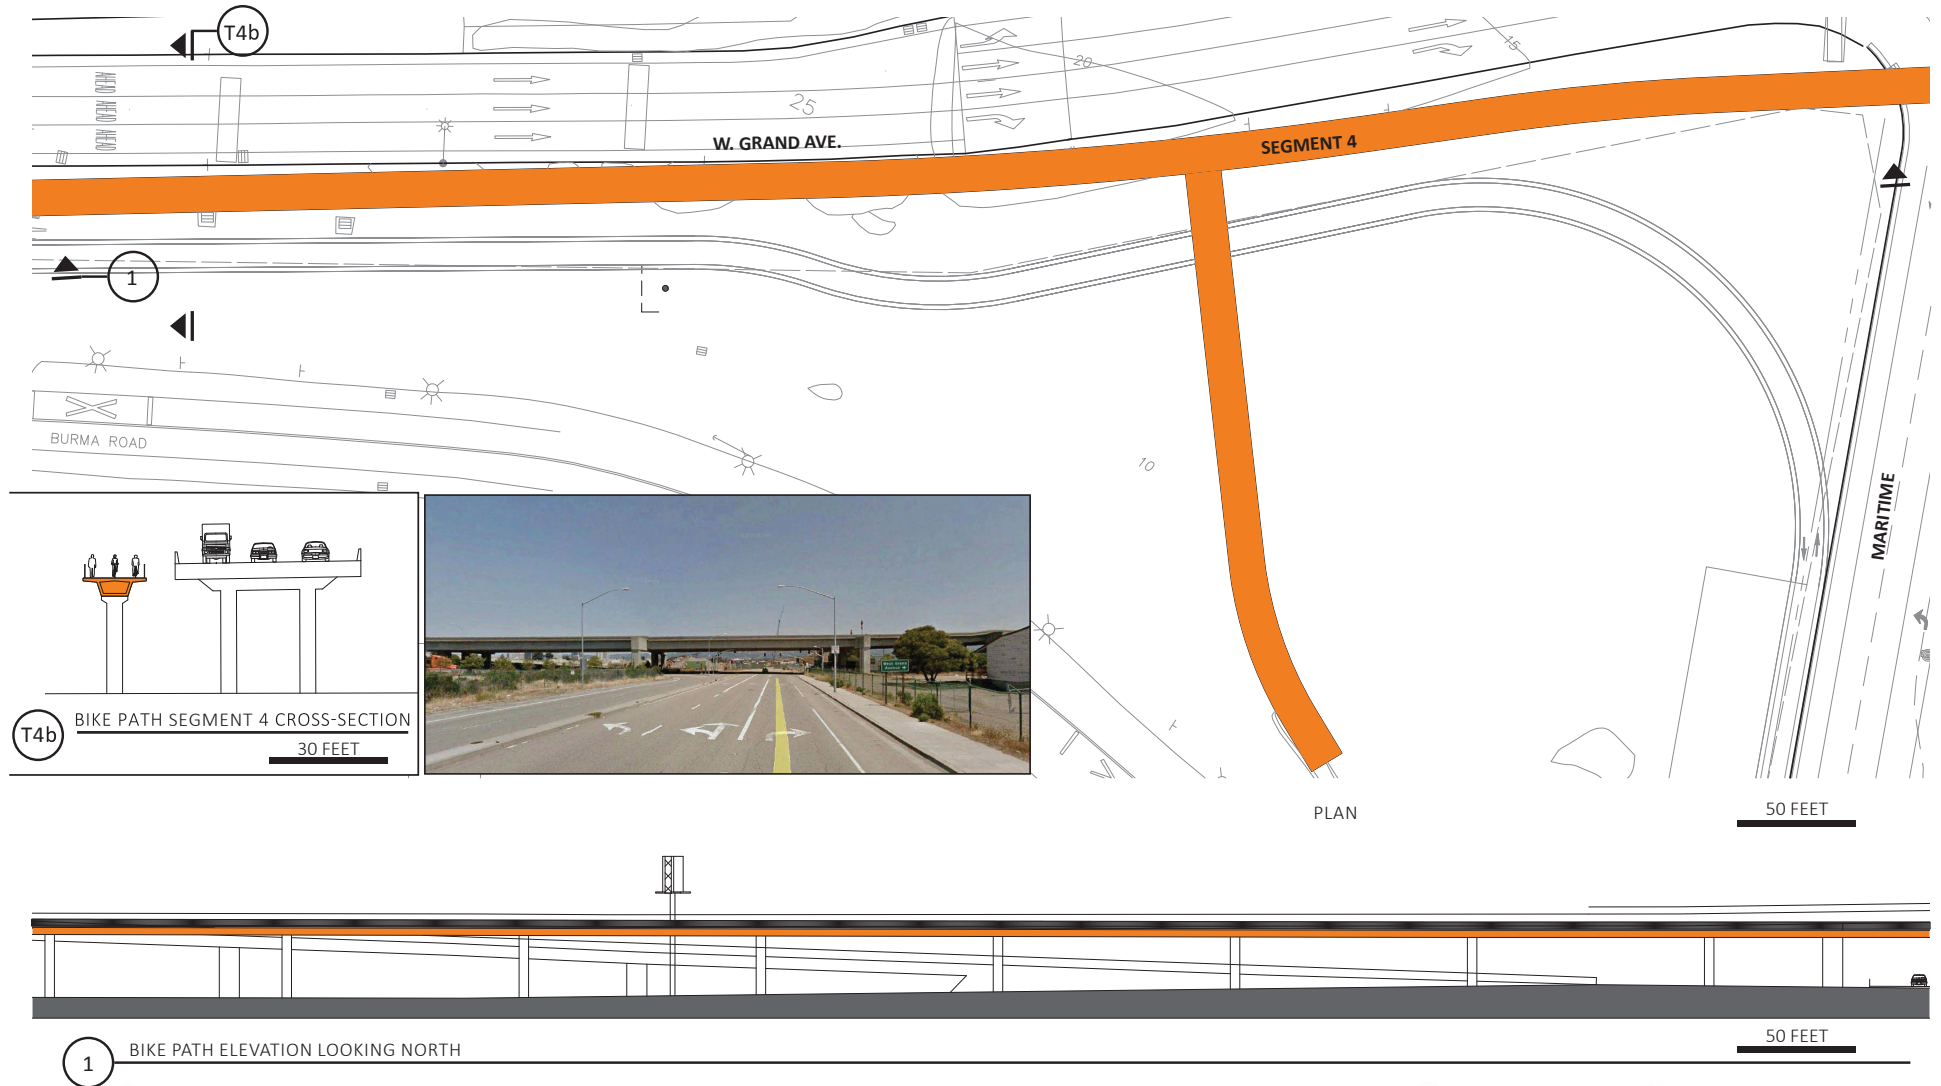 T4b
AHEAD
AHEAD
AHEAD
20
15
25
W. GRAND AVE.
SEGMENT 4
1
BURMA ROAD
10
MARITIME
T4b
BIKE PATH SEGMENT 4 CROSS-SECTION
30 FEET
PLAN
50 FEET
50 FEET
1
BIKE PATH ELEVATION LOOKING NORTH